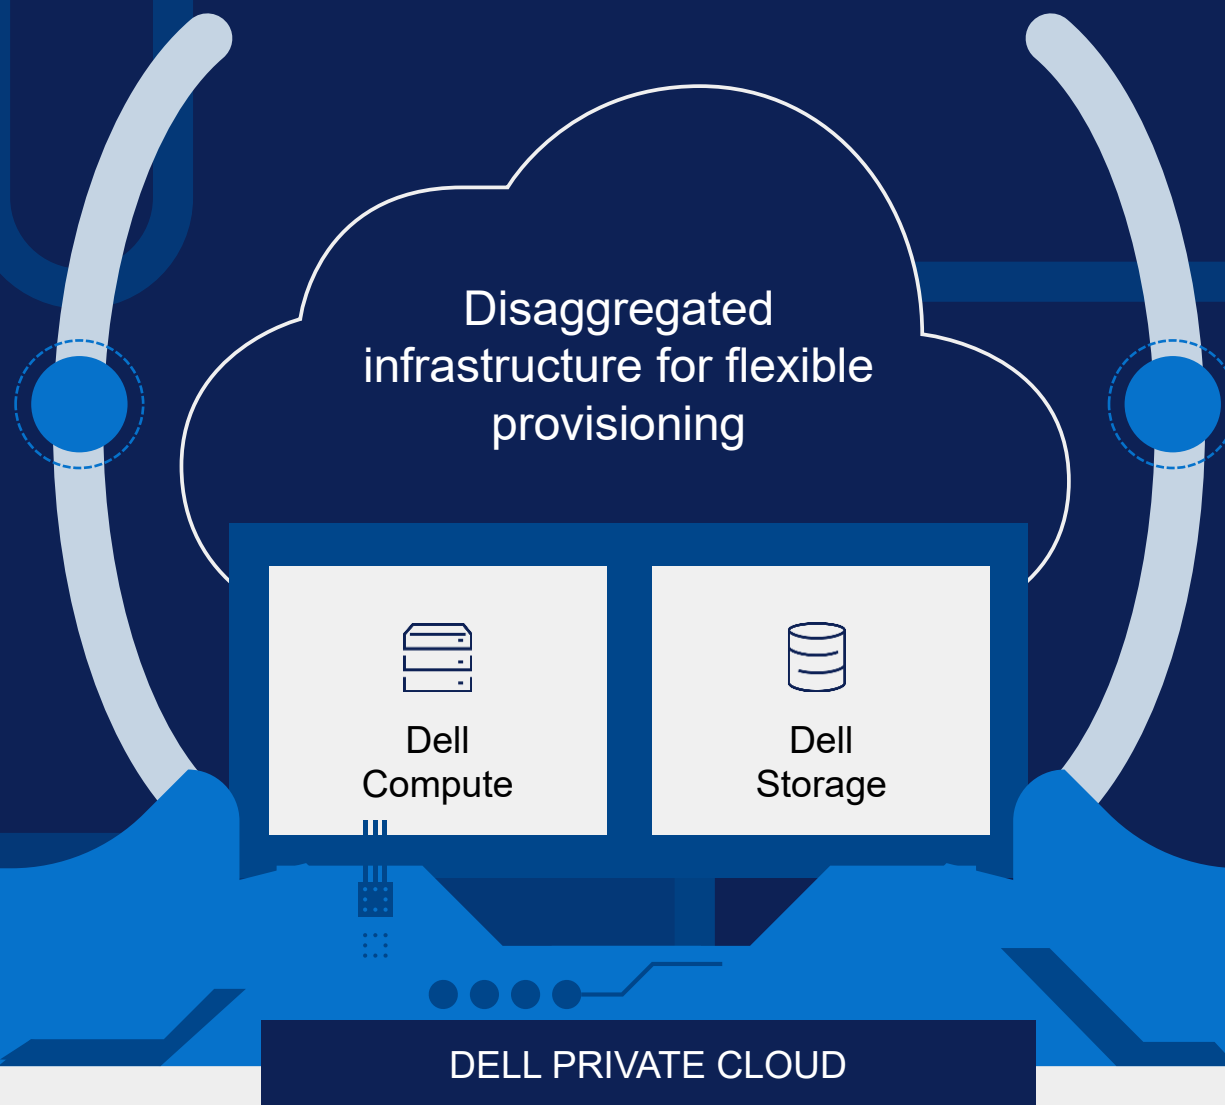 Disaggregated
infrastructure for flexible
provisioning
Dell
Compute
Dell
Storage
DELL PRIVATE CLOUD